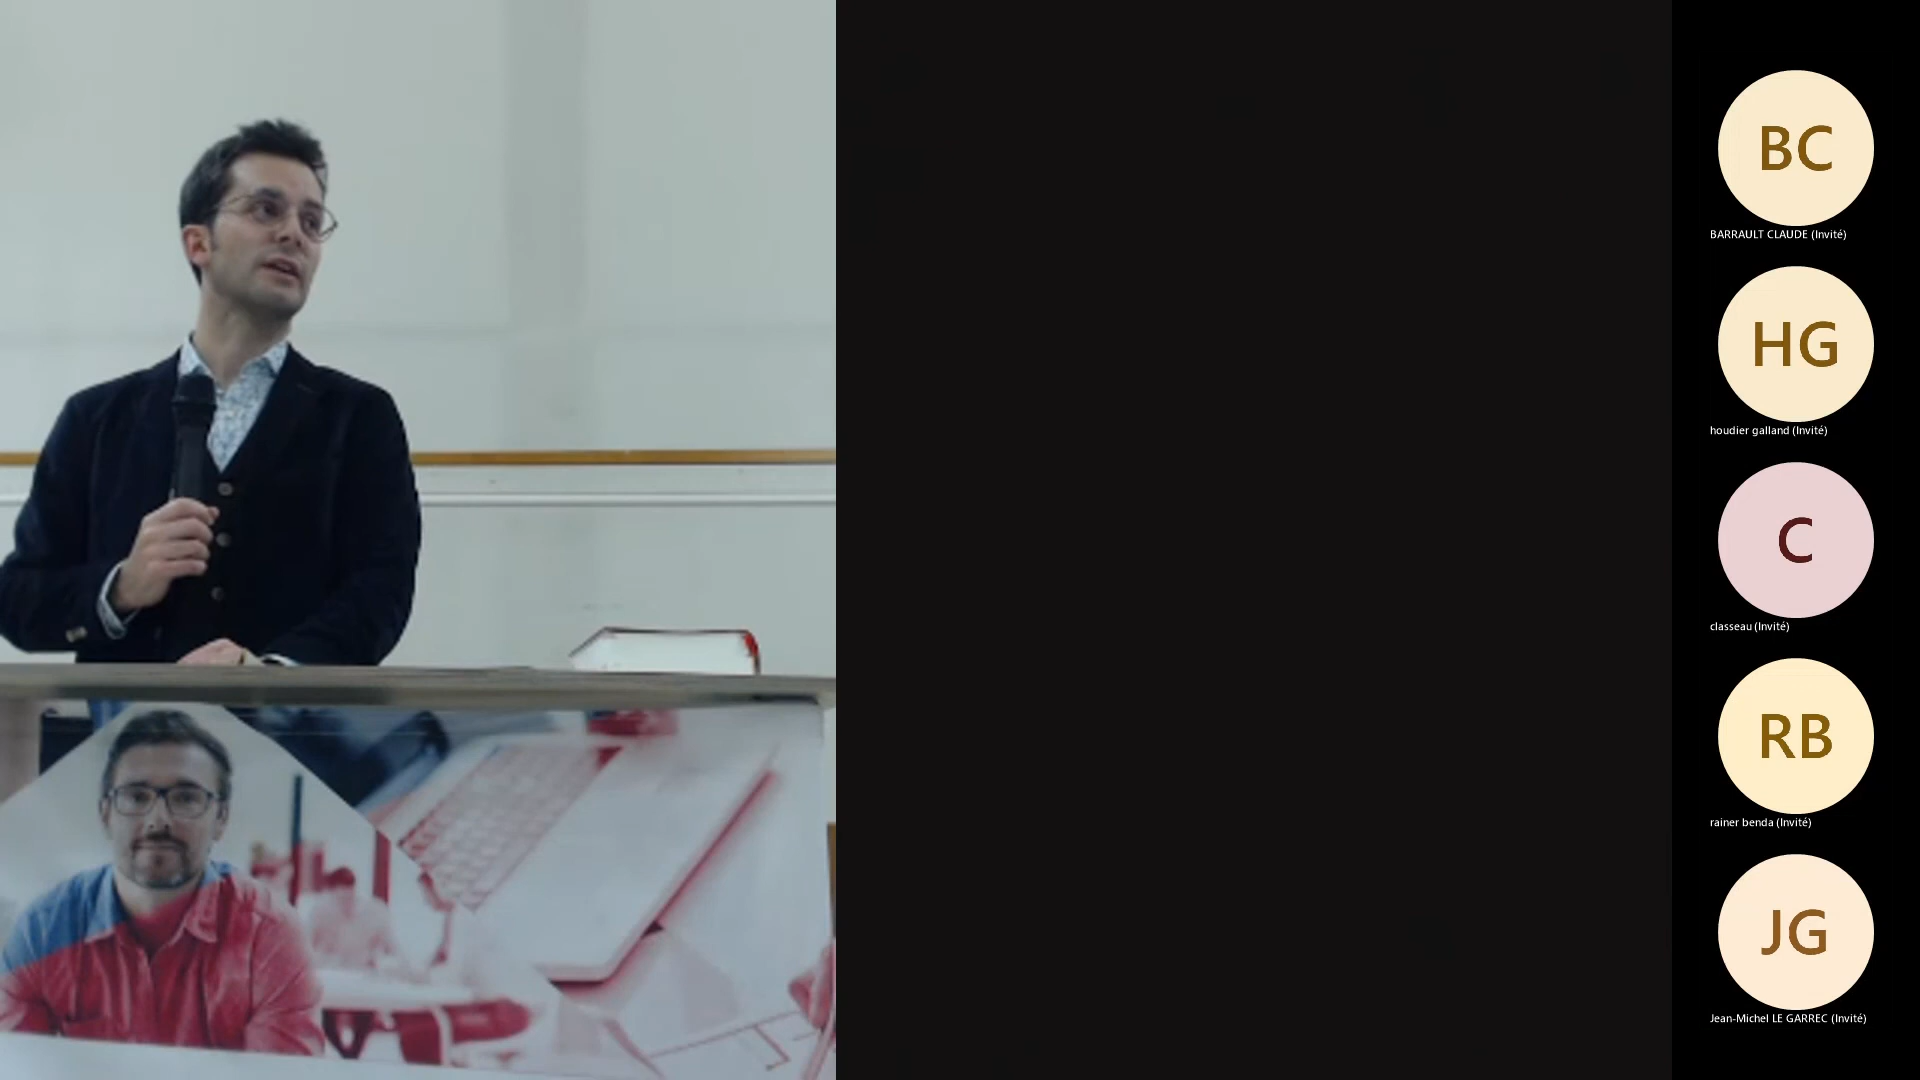 BC
BARRAULT CLAUDE (Invité)
HG
houdier galland (Invité)
C
classeau (Invité)
RB
rainer benda (Invité)
JG
Jean-Michel LE GARREC (Invité)